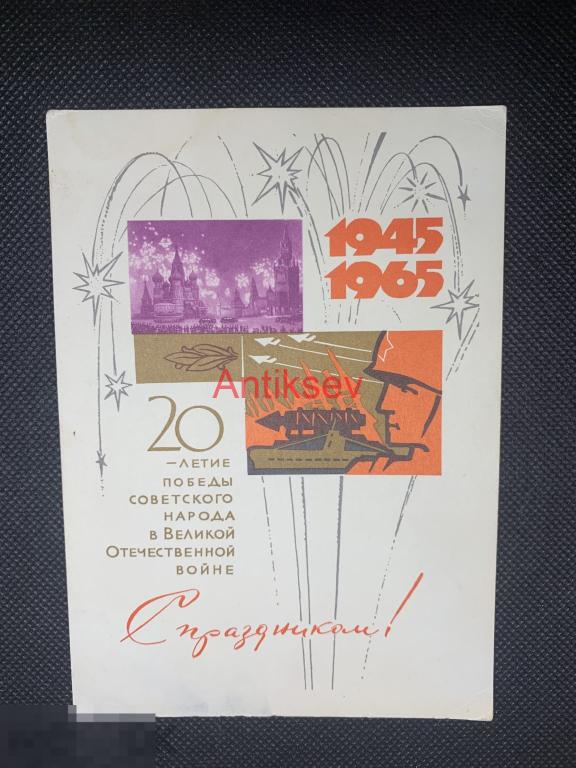 1945
1965
Antiksev
20
-ЛЕТИЕ
ПОБЕДЫ
СОВЕТСКОГО
НАРОДА
В ВЕЛИКОЙ
ОТЕЧЕСТВЕННОЙ
ВОЙНЕ
С праздником!